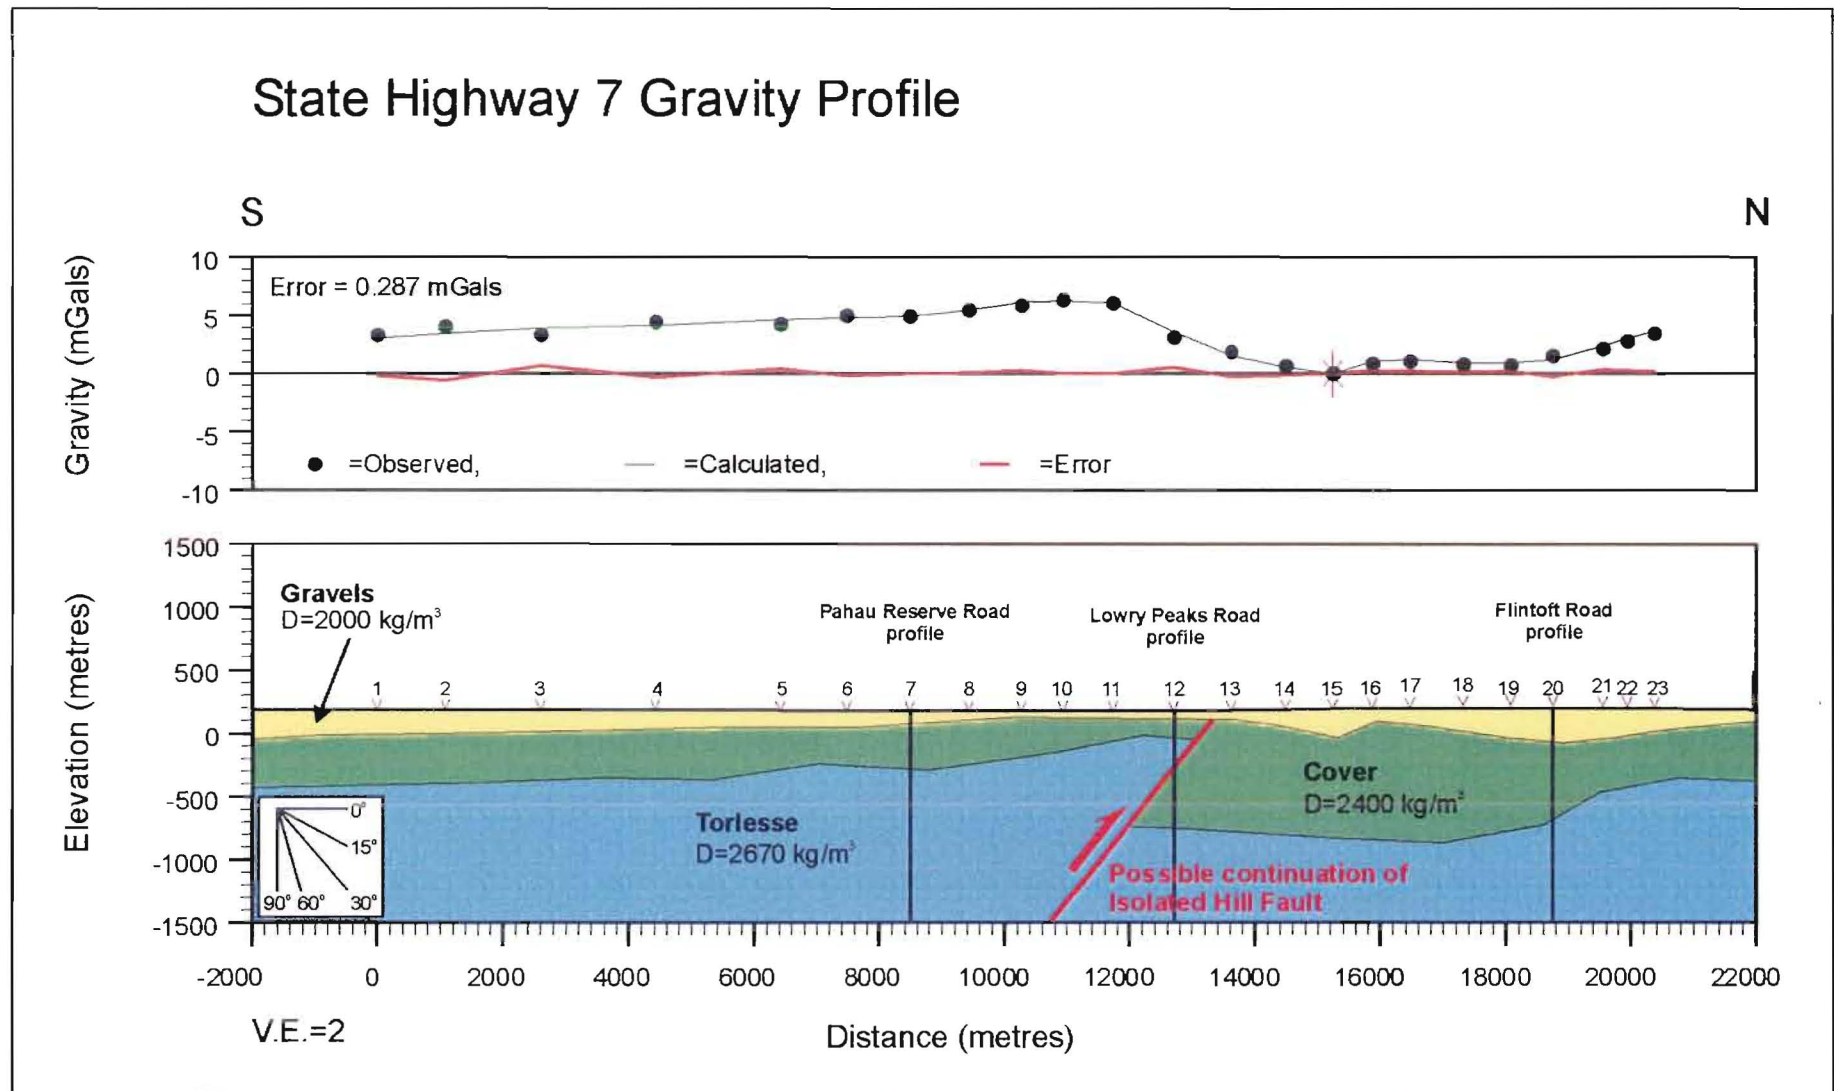 State Highway 7 Gravity Profile
S
N
Gravity (mGals)
10
5
0
-5
-10
Error = 0.287 mGals
=Observed,
=Calculated,
=Error
Elevation (metres)
1500
1000
500
0
-500
-1000
-1500
Gravels
D=2000 kg/m³
Pahau Reserve Road
profile
Lowry Peaks Road
profile
Flintoft Road
profile
1 2 3 4 5 6 7 8 9 10 11 12 13 14 15 16 17 18 19 20 21 22 23
Cover
D=2400 kg/m³
Torlesse
D=2670 kg/m³
Possible continuation of
Isolated Hill Fault
0°
15°
90° 60° 30°
-2000 0 2000 4000 6000 8000 10000 12000 14000 16000 18000 20000 22000
V.E.=2
Distance (metres)